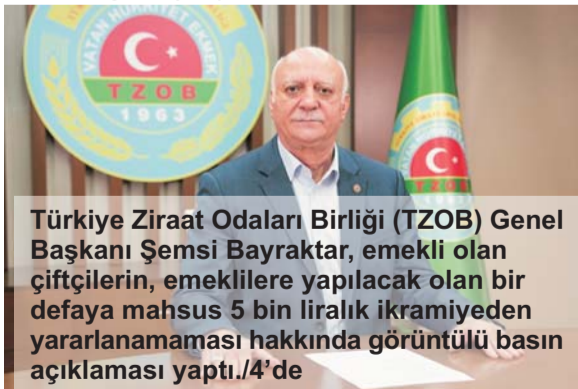 VATAN HÜRRİYET EKMEK
TZOB
1963
TZOB
Türkiye Ziraat Odaları Birliği (TZOB) Genel
Başkanı Şemsi Bayraktar, emekli olan
çiftçilerin, emeklilere yapılacak olan bir
defaya mahsus 5 bin liralık ikramiyeden
yararlanamaması hakkında görüntülü basın
açıklaması yaptı./4’de